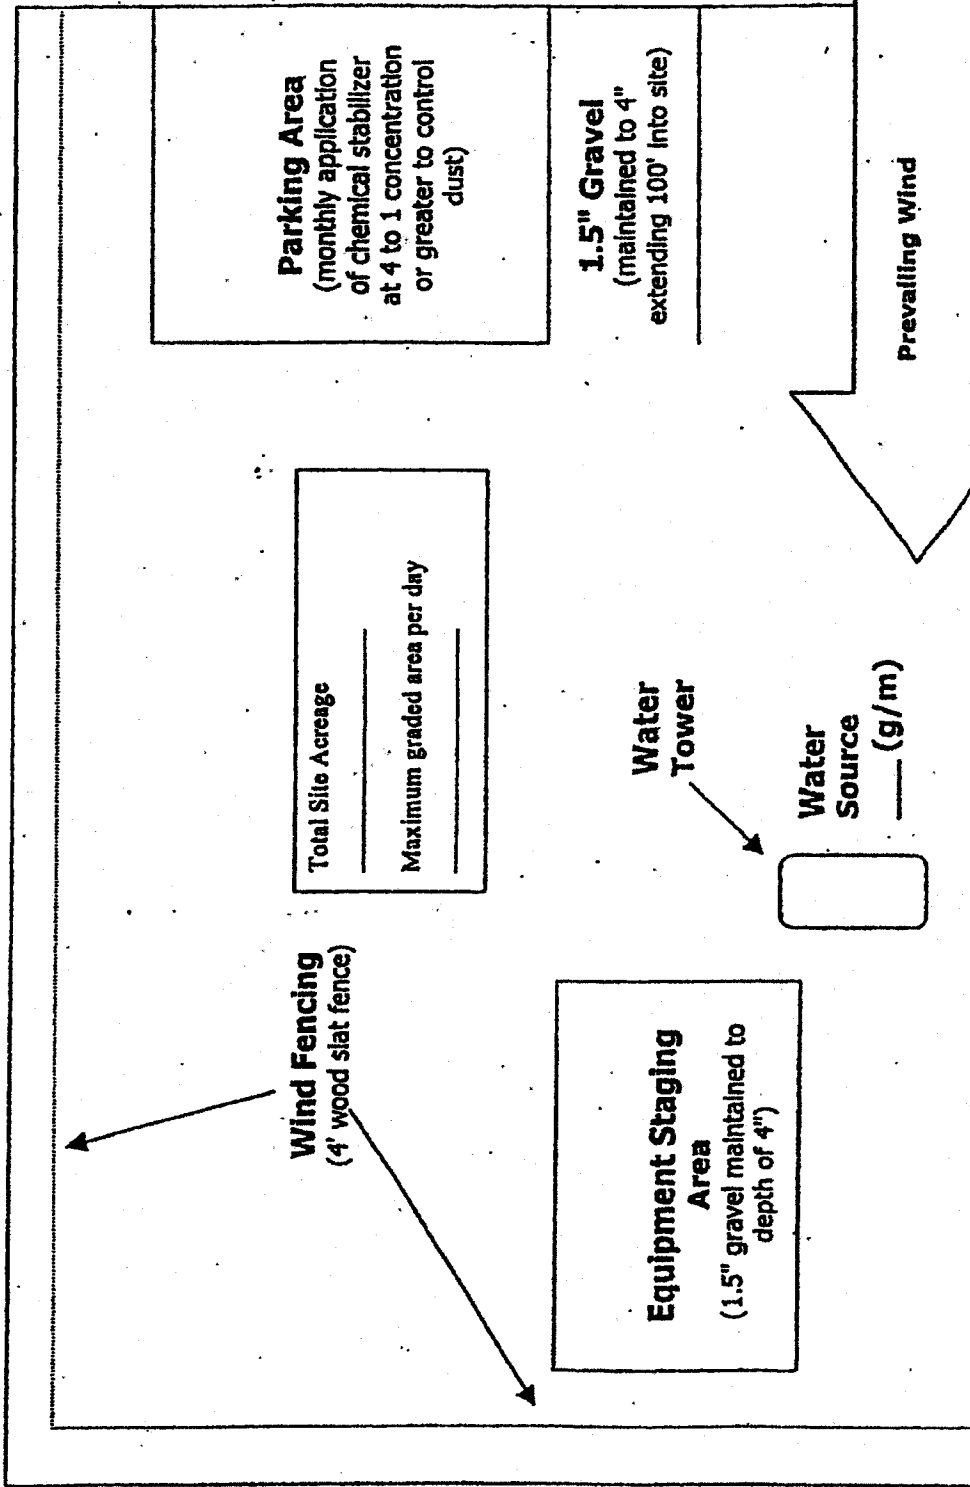 Wind Fencing
(4' wood slat fence)
Total Site Acreage
Maximum graded area per day
Parking Area
(monthly application
of chemical stabilizer
at 4 to 1 concentration
or greater to control
dust)
1.5" Gravel
(maintained to 4"
extending 100' into site)
Equipment Staging
Area
(1.5" gravel maintained to
depth of 4")
Water
Tower
Water
Source
___ (g/m)
Prevailing Wind